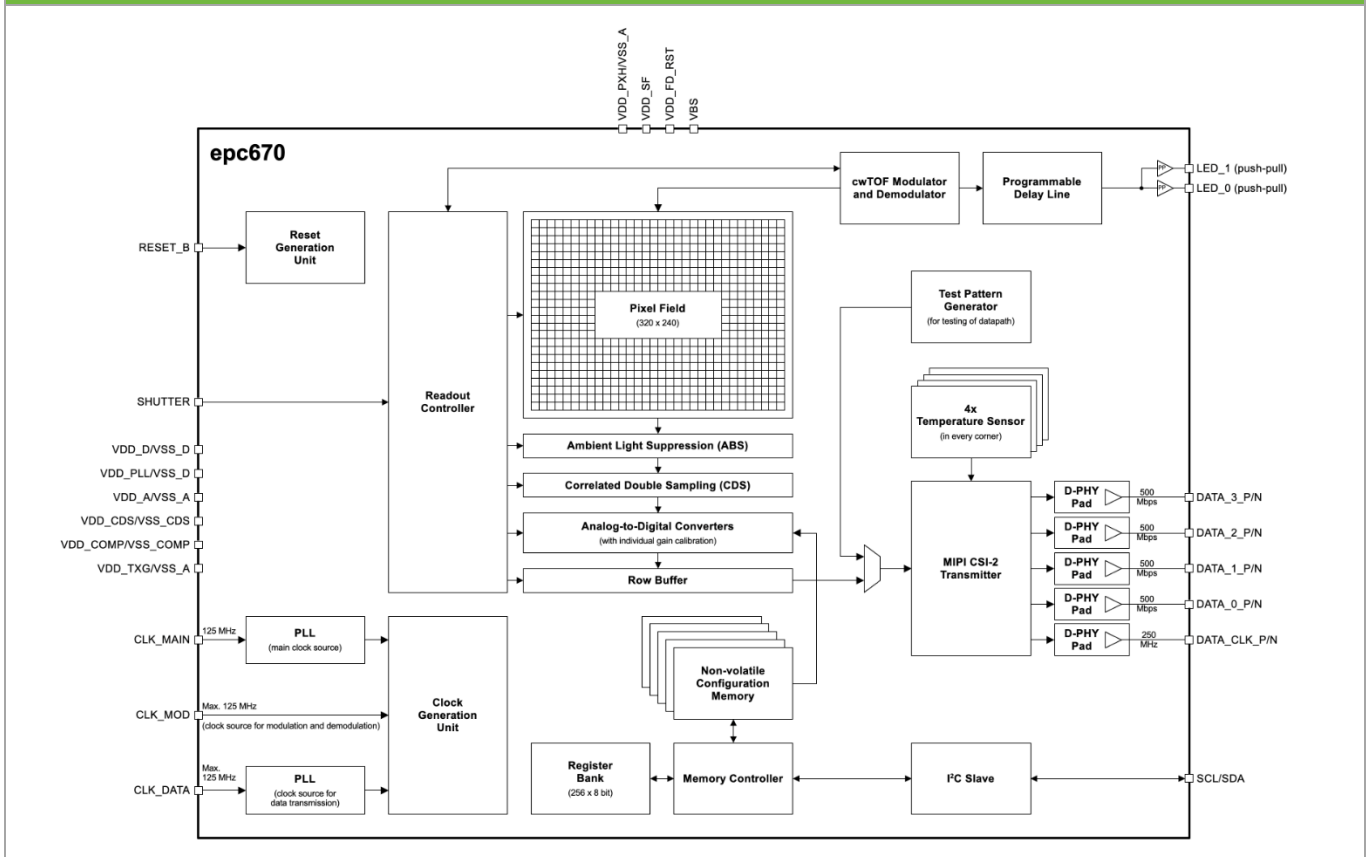 VDD_PXH/VSS_A
VDD_SF
VDD_FD_RST
VBS
epc670
cwTOF Modulator
and Demodulator
Programmable
Delay Line
PP
LED_1 (push-pull)
PP
LED_0 (push-pull)
RESET_B
Reset
Generation
Unit
Pixel Field
(320 x 240)
Test Pattern
Generator
(for testing of datapath)
SHUTTER
Readout
Controller
4x
Temperature Sensor
(in every corner)
Ambient Light Suppression (ABS)
VDD_D/VSS_D
VDD_PLL/VSS_D
VDD_A/VSS_A
VDD_CDS/VSS_CDS
VDD_COMP/VSS_COMP
VDD_TXG/VSS_A
Correlated Double Sampling (CDS)
Analog-to-Digital Converters
(with individual gain calibration)
Row Buffer
MIPI CSI-2
Transmitter
D-PHY
Pad
500
Mbps
DATA_3_P/N
D-PHY
Pad
500
Mbps
DATA_2_P/N
D-PHY
Pad
500
Mbps
DATA_1_P/N
D-PHY
Pad
500
Mbps
DATA_0_P/N
D-PHY
Pad
250
MHz
DATA_CLK_P/N
CLK_MAIN
125 MHz
PLL
(main clock source)
CLK_MOD
Max. 125 MHz
(clock source for modulation and demodulation)
Clock
Generation
Unit
Non-volatile
Configuration
Memory
CLK_DATA
Max.
125 MHz
PLL
(clock source for
data transmission)
Register
Bank
(256 x 8 bit)
Memory Controller
I²C Slave
SCL/SDA